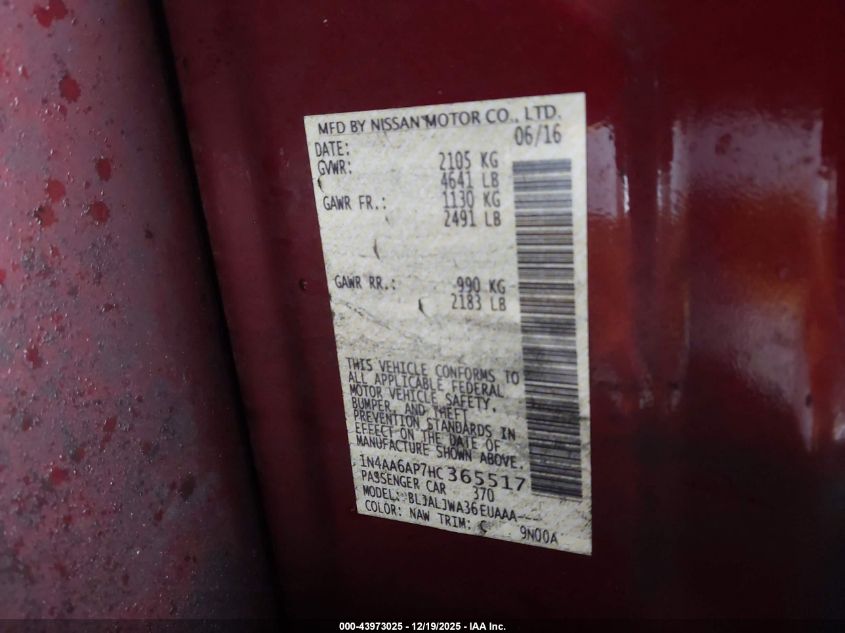 MFD BY NISSAN MOTOR CO., LTD.
DATE: 06/16
GVWR: 2105 KG
4641 LB
GAWR FR.: 1130 KG
2491 LB
GAWR RR.: 990 KG
2183 LB
THIS VEHICLE CONFORMS TO
ALL APPLICABLE FEDERAL
MOTOR VEHICLE SAFETY,
BUMPER, AND THEFT
PREVENTION STANDARDS IN
EFFECT ON THE DATE OF
MANUFACTURE SHOWN ABOVE.
1N4AA6AP7HC365517
PASSENGER CAR 370
MODEL: BLJALJWA36EUAAA---
COLOR: NAW TRIM: C 9N00A
000-43973025 - 12/19/2025 - IAA Inc.